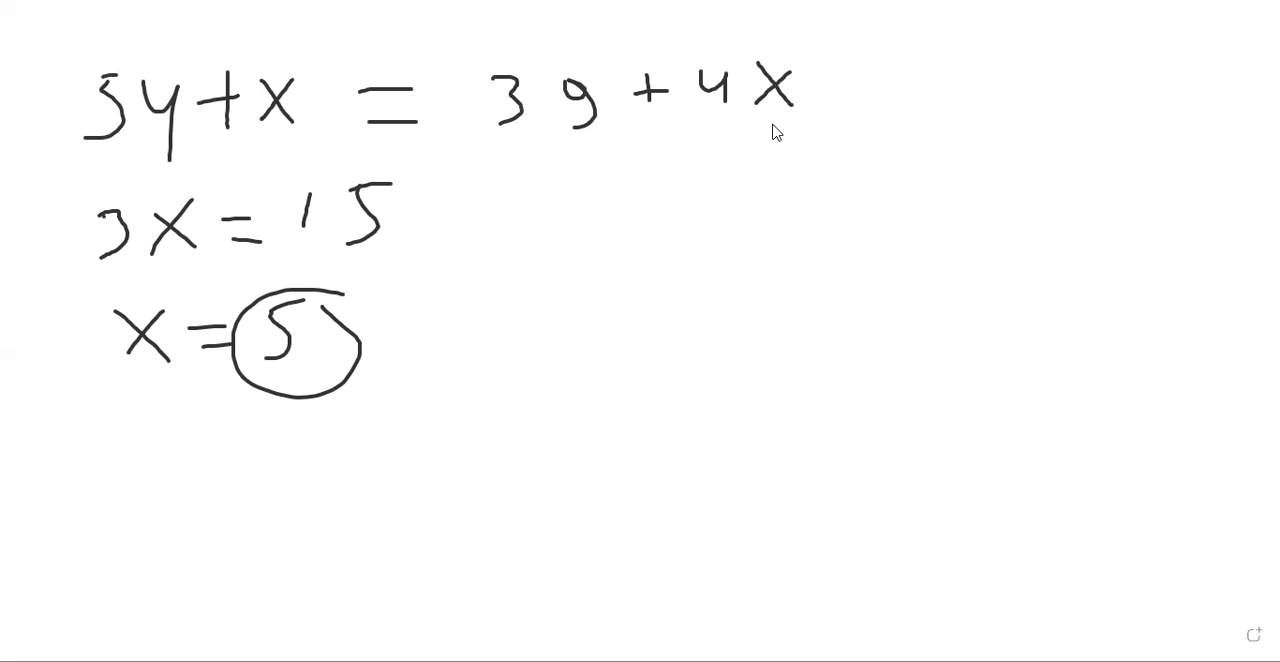 54+x = 39+4x
3x=15
x=5